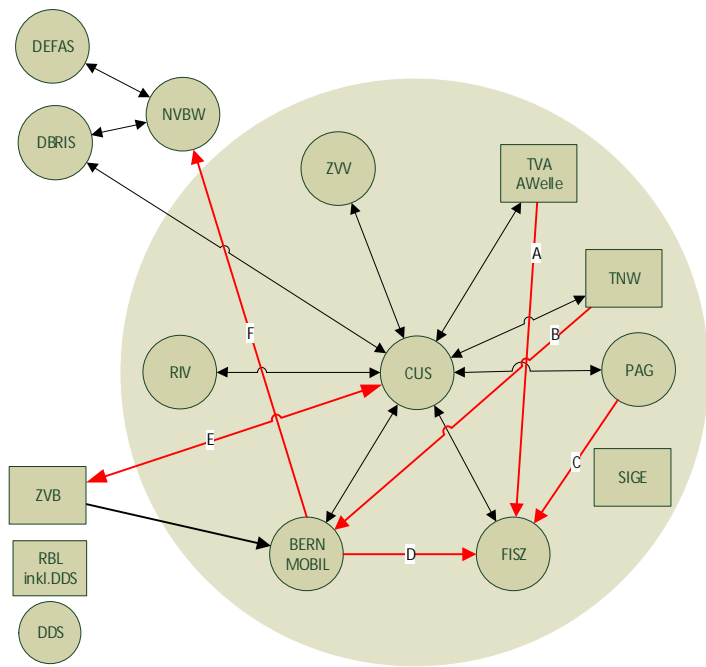 DEFAS
NVBW
DBRIS
ZVV
TVA
AWelle
A
TNW
F
B
RIV
CUS
PAG
E
C
ZVB
SIGE
BERN
MOBIL
D
FISZ
RBL
inkl.DDS
DDS